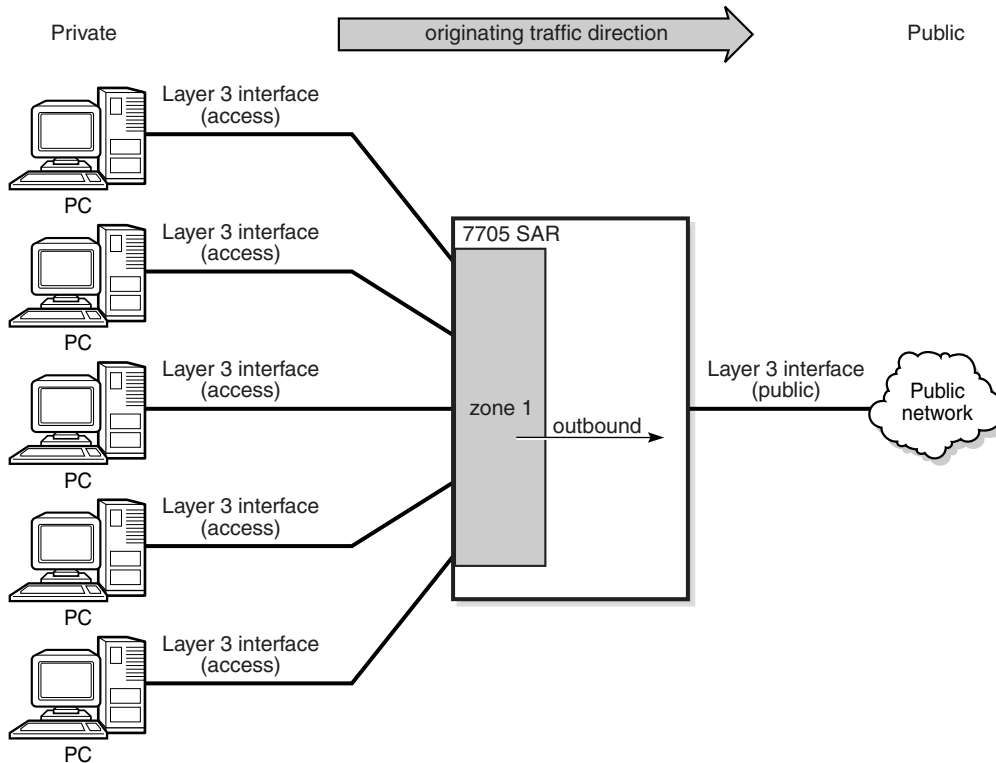 Private
originating traffic direction
Public
Layer 3 interface
(access)
PC
Layer 3 interface
(access)
PC
Layer 3 interface
(access)
PC
Layer 3 interface
(access)
PC
Layer 3 interface
(access)
PC
7705 SAR
zone 1
outbound
Layer 3 interface
(public)
Public
network